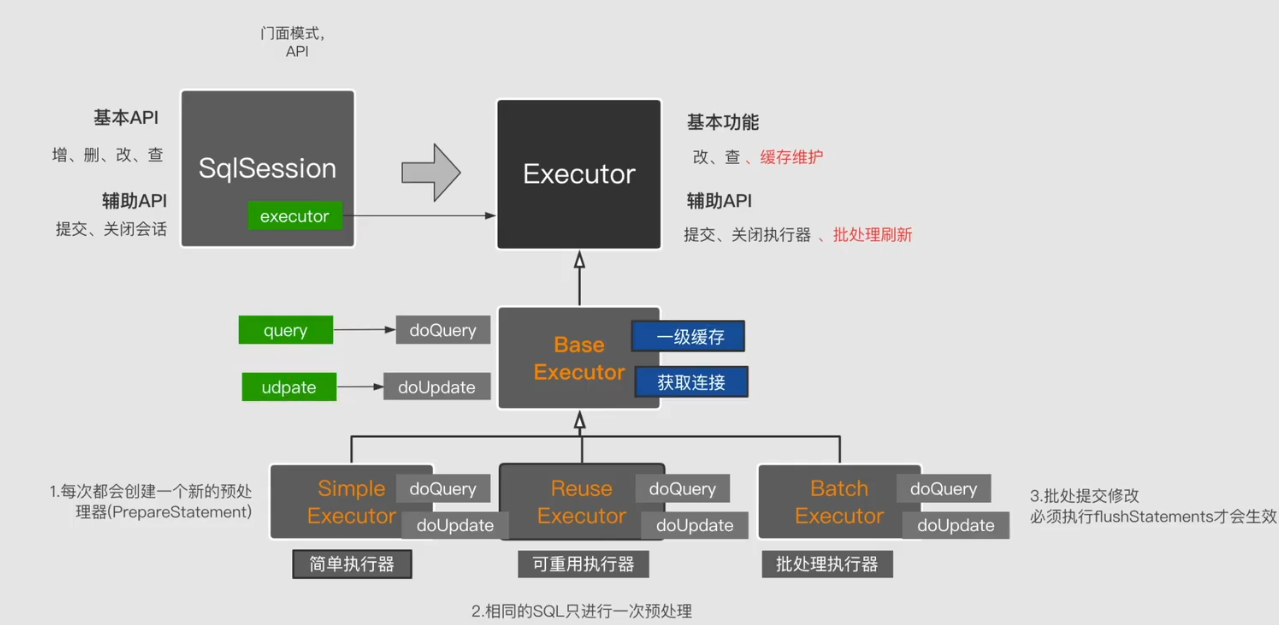 门面模式,
API
基本API
增、删、改、查
辅助API
提交、关闭会话
SqlSession
executor
Executor
基本功能
改、查 、缓存维护
辅助API
提交、关闭执行器 、批处理刷新
query
doQuery
udpate
doUpdate
Base
Executor
一级缓存
获取连接
1.每次都会创建一个新的预处
理器(PrepareStatement)
Simple
Executor
doQuery
doUpdate
简单执行器
Reuse
Executor
doQuery
doUpdate
可重用执行器
Batch
Executor
doQuery
doUpdate
批处理执行器
3.批处提交修改
必须执行flushStatements才会生效
2.相同的SQL只进行一次预处理